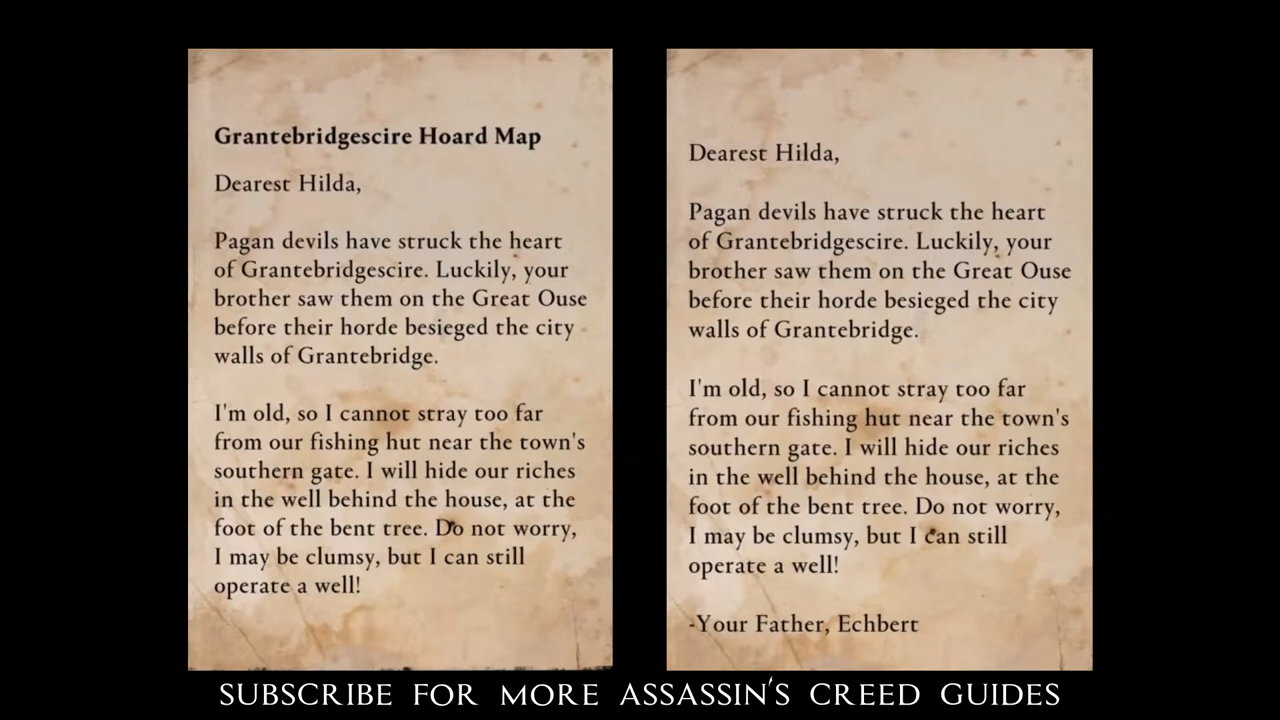 Grantebridgescire Hoard Map
Dearest Hilda,
Pagan devils have struck the heart
of Grantebridgescire. Luckily, your
brother saw them on the Great Ouse
before their horde besieged the city
walls of Grantebridge.
I'm old, so I cannot stray too far
from our fishing hut near the town's
southern gate. I will hide our riches
in the well behind the house, at the
foot of the bent tree. Do not worry,
I may be clumsy, but I can still
operate a well!
Dearest Hilda,
Pagan devils have struck the heart
of Grantebridgescire. Luckily, your
brother saw them on the Great Ouse
before their horde besieged the city
walls of Grantebridge.
I'm old, so I cannot stray too far
from our fishing hut near the town's
southern gate. I will hide our riches
in the well behind the house, at the
foot of the bent tree. Do not worry,
I may be clumsy, but I can still
operate a well!
-Your Father, Echbert
SUBSCRIBE FOR MORE ASSASSIN'S CREED GUIDES